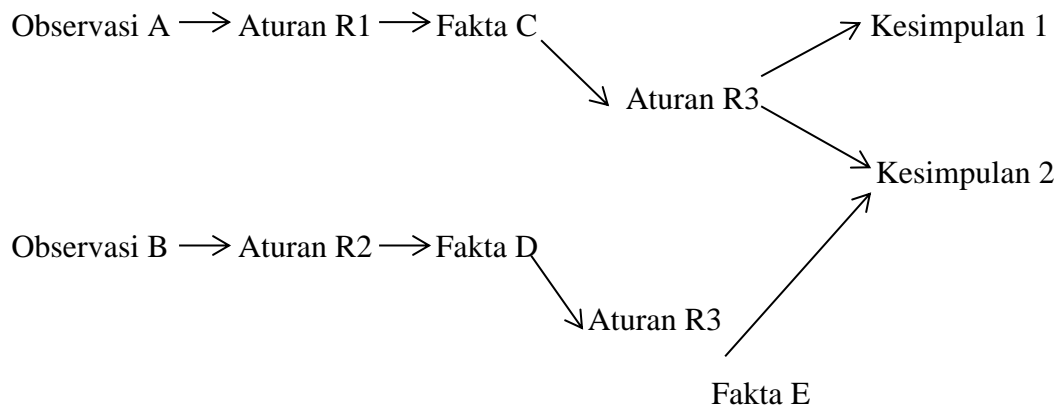 Observasi A Aturan R1 Fakta C Kesimpulan 1
Aturan R3
Kesimpulan 2
Observasi B Aturan R2 Fakta D
Aturan R3
Fakta E